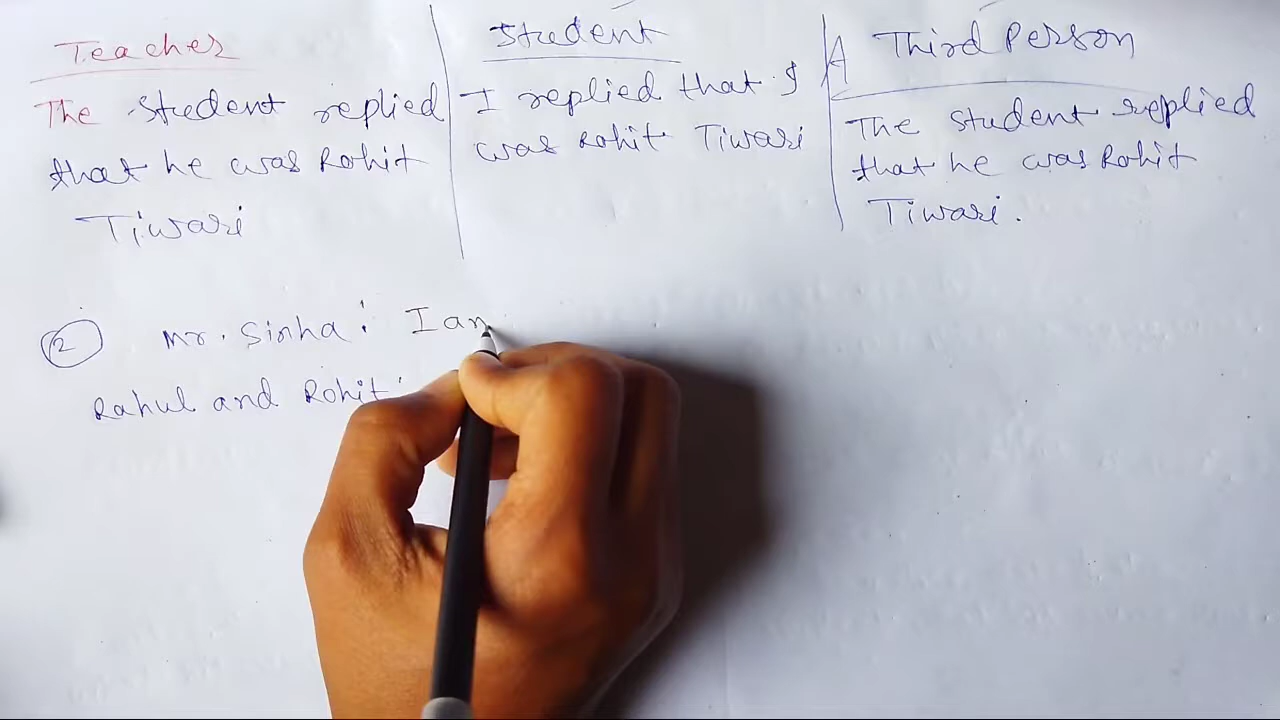 Teacher
The student replied
that he was Rohit
Tiwari
Student
I replied that I
was Rohit Tiwari
A Third Person
The student replied
that he was Rohit
Tiwari.
2 Mr. Sinha : I am
Rahul and Rohit: